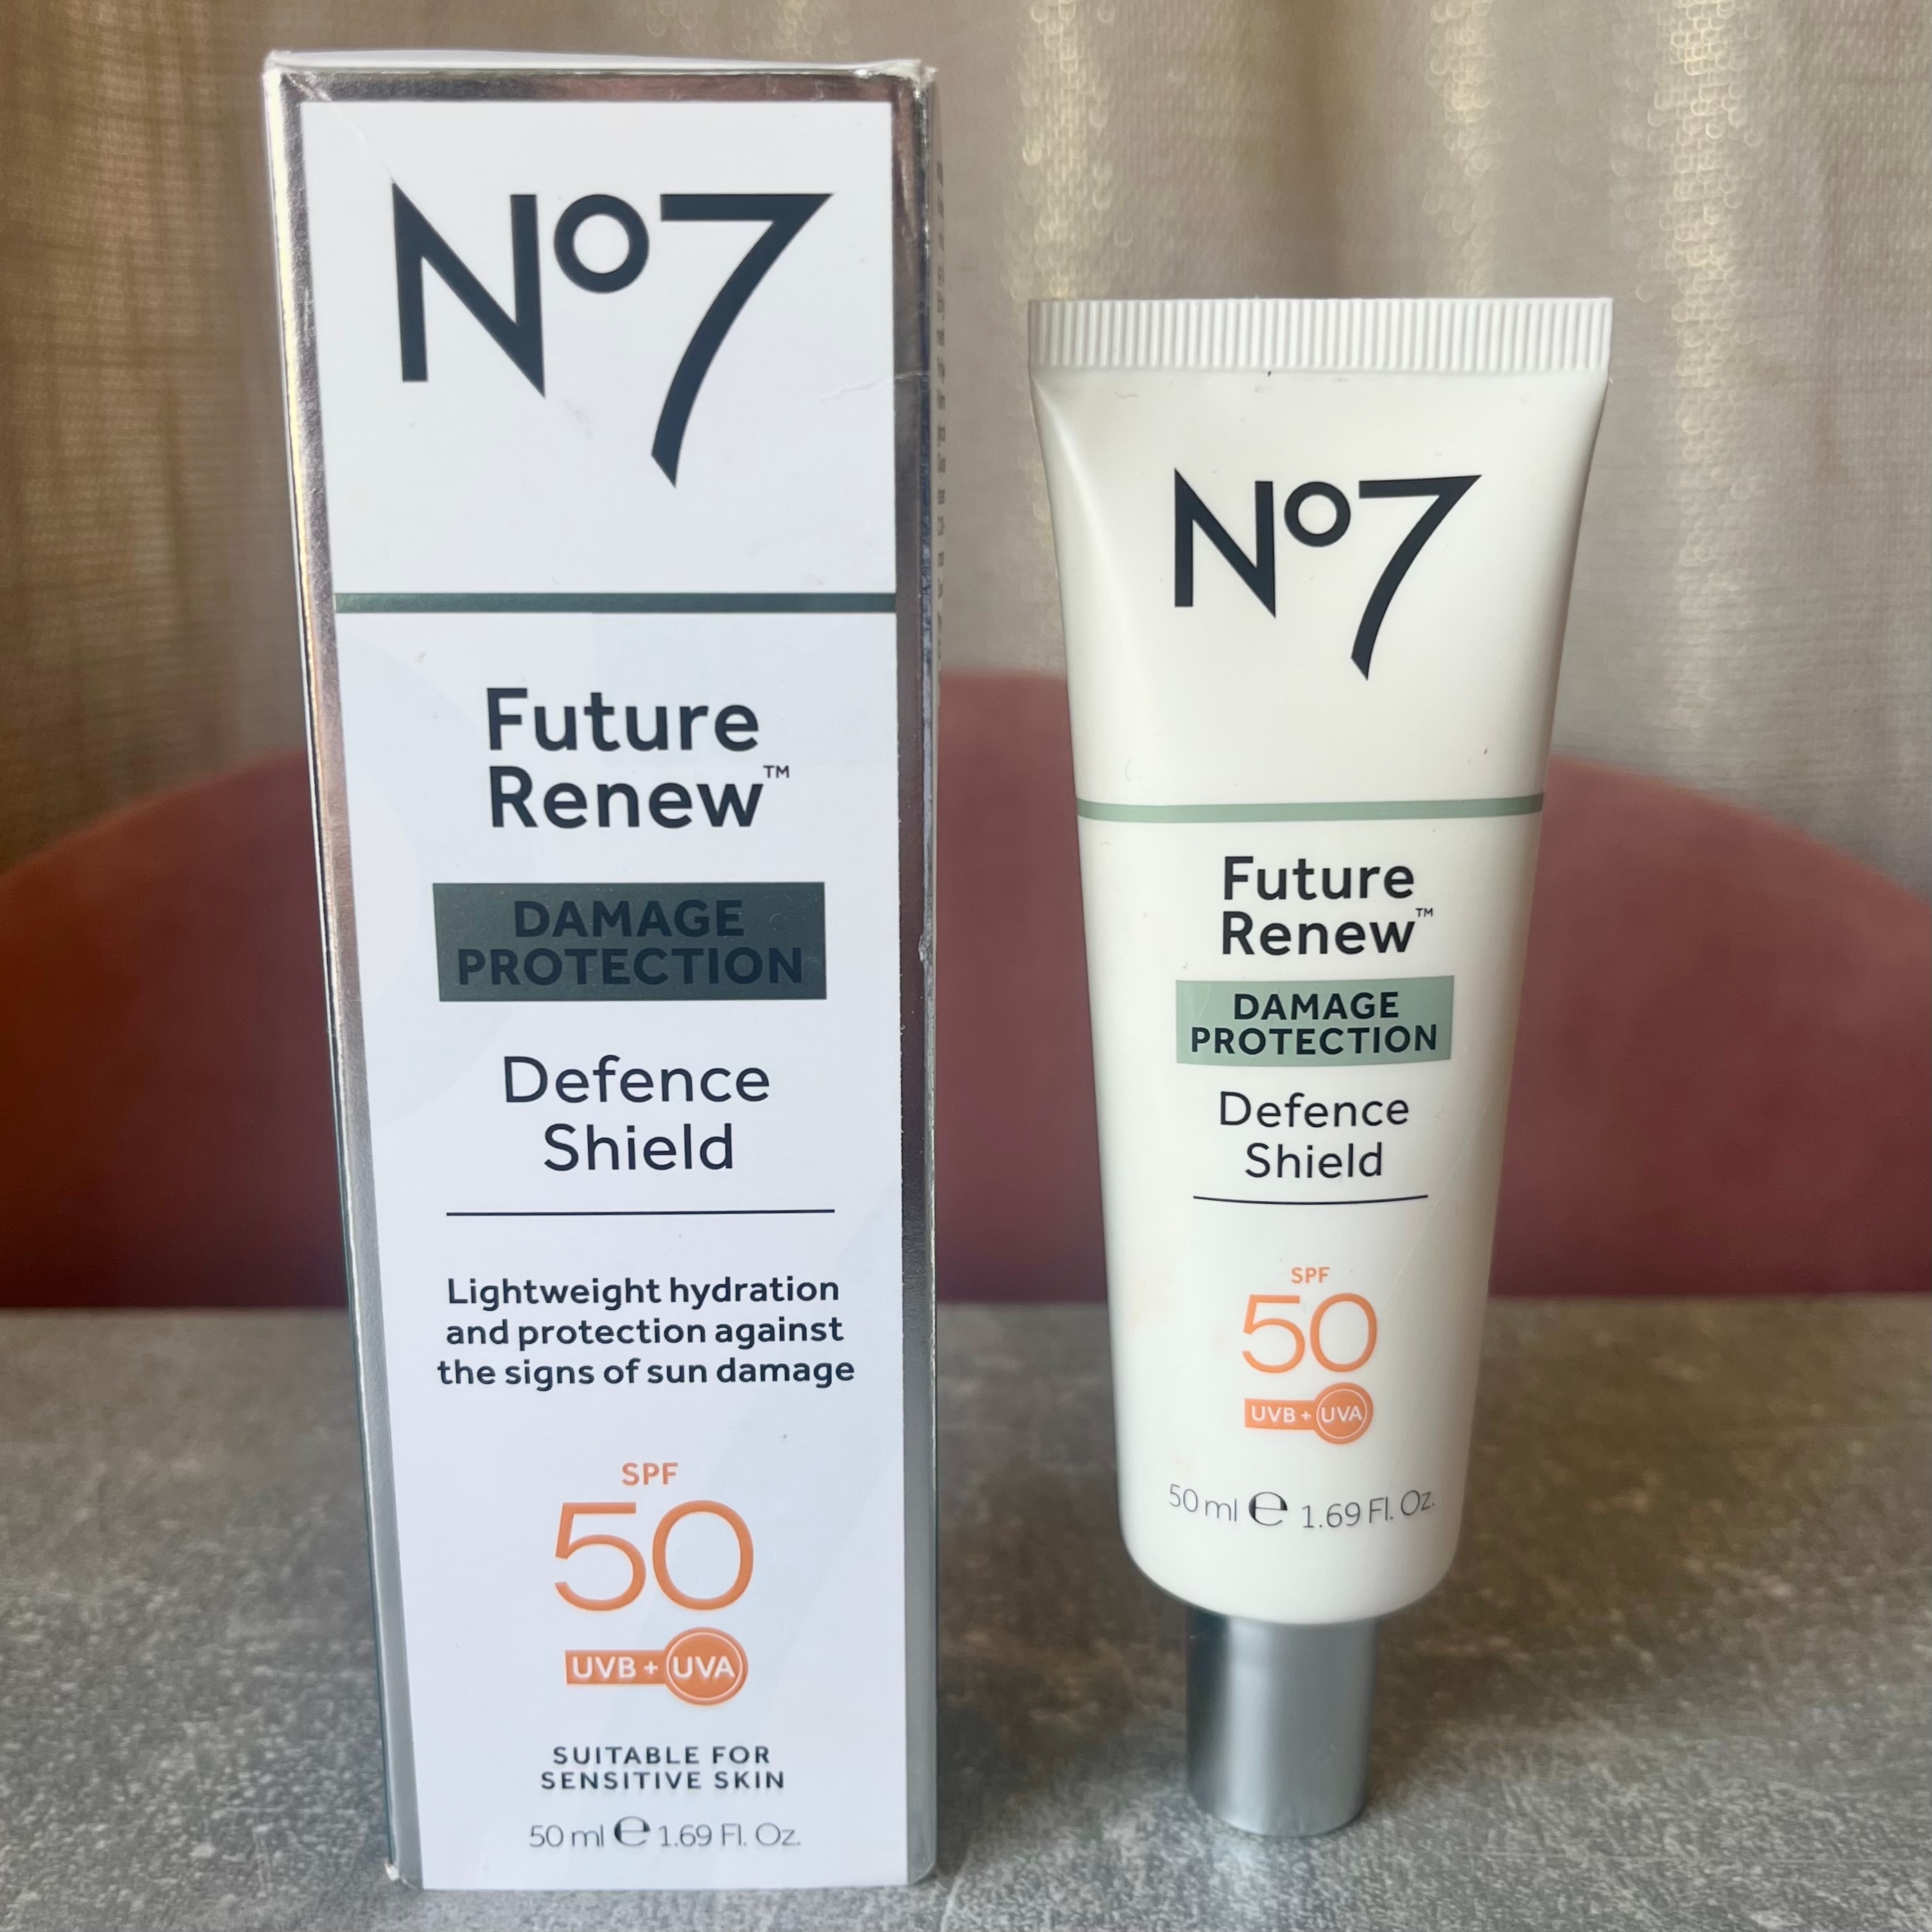 Nº7
Future
Renew™
DAMAGE
PROTECTION
Defence
Shield
Lightweight hydration
and protection against
the signs of sun damage
SPF
50
UVB + UVA
SUITABLE FOR
SENSITIVE SKIN
50 ml ℮ 1.69 Fl. Oz.
Nº7
Future
Renew™
DAMAGE
PROTECTION
Defence
Shield
SPF
50
UVB + UVA
50 ml ℮ 1.69 Fl. Oz.